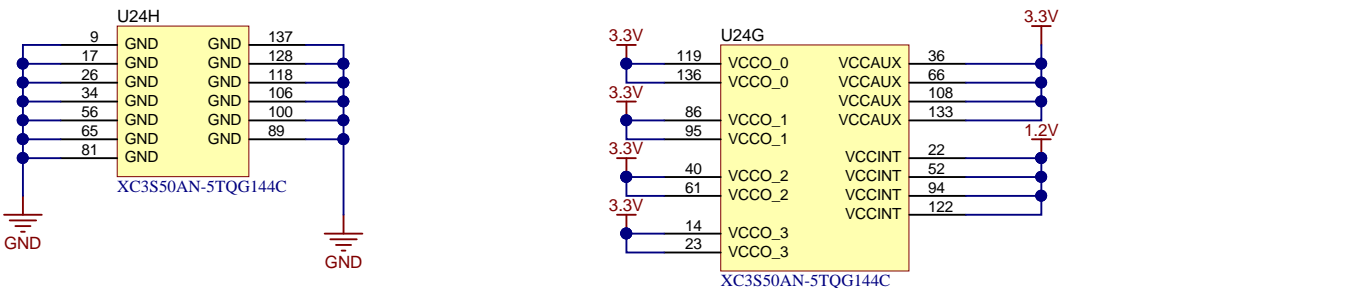 U24H
9 GND GND 137
17 GND GND 128
26 GND GND 118
34 GND GND 106
56 GND GND 100
65 GND GND 89
81 GND
XC3S50AN-5TQG144C
GND
GND
3.3V
U24G
3.3V
119 VCCO_0 VCCAUX 36
136 VCCO_0 VCCAUX 66
3.3V
VCCAUX 108
86 VCCO_1 VCCAUX 133
95 VCCO_1
1.2V
3.3V
VCCINT 22
40 VCCO_2 VCCINT 52
61 VCCO_2 VCCINT 94
3.3V
VCCINT 122
14 VCCO_3
23 VCCO_3
XC3S50AN-5TQG144C